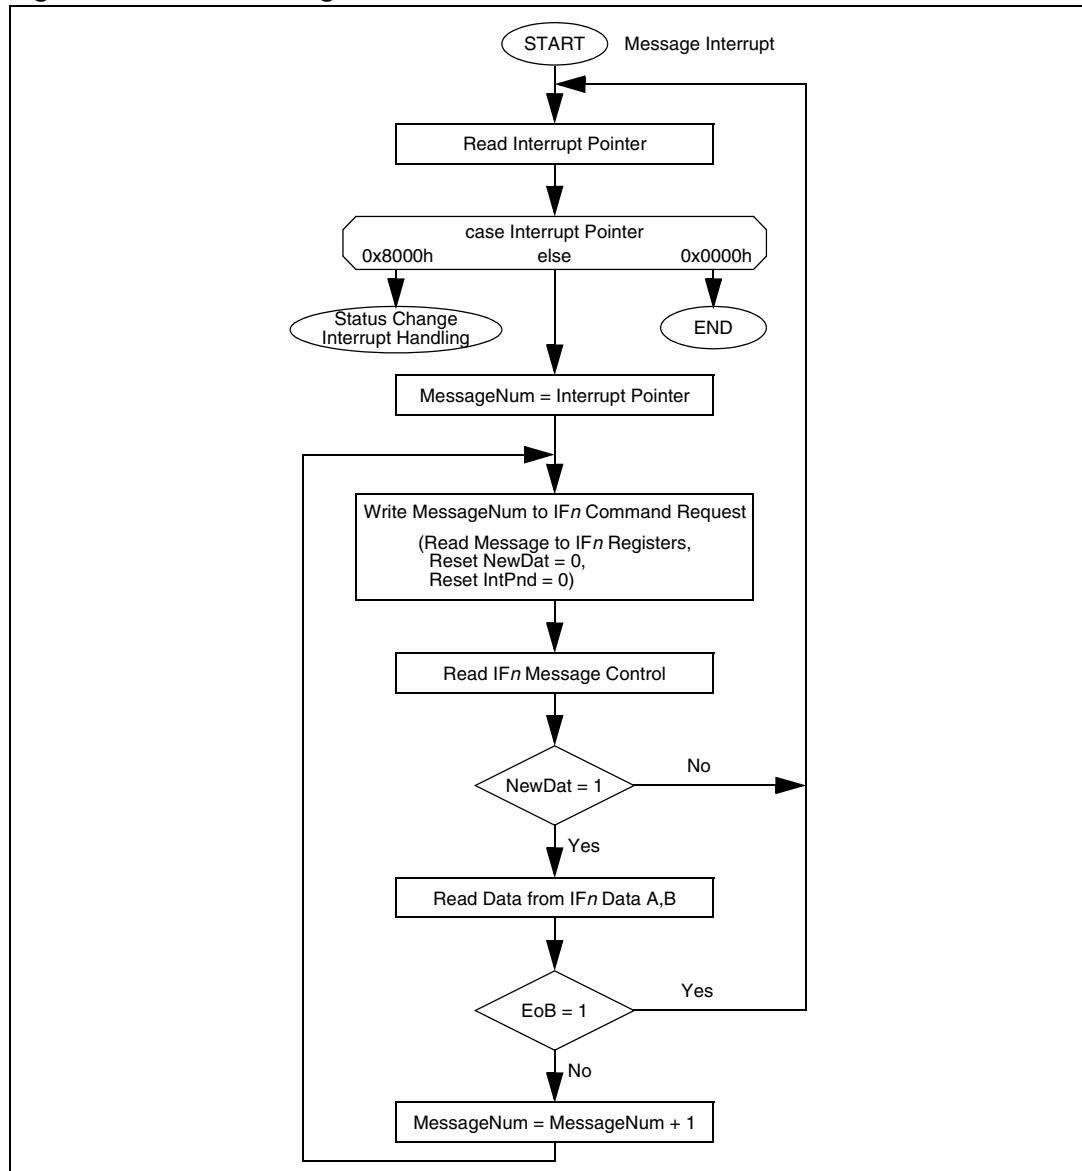 START Message Interrupt
Read Interrupt Pointer
case Interrupt Pointer
0x8000h else 0x0000h
Status Change
Interrupt Handling
END
MessageNum = Interrupt Pointer
Write MessageNum to IFn Command Request
(Read Message to IFn Registers,
Reset NewDat = 0,
Reset IntPnd = 0)
Read IFn Message Control
NewDat = 1
No
Yes
Read Data from IFn Data A,B
EoB = 1
Yes
No
MessageNum = MessageNum + 1